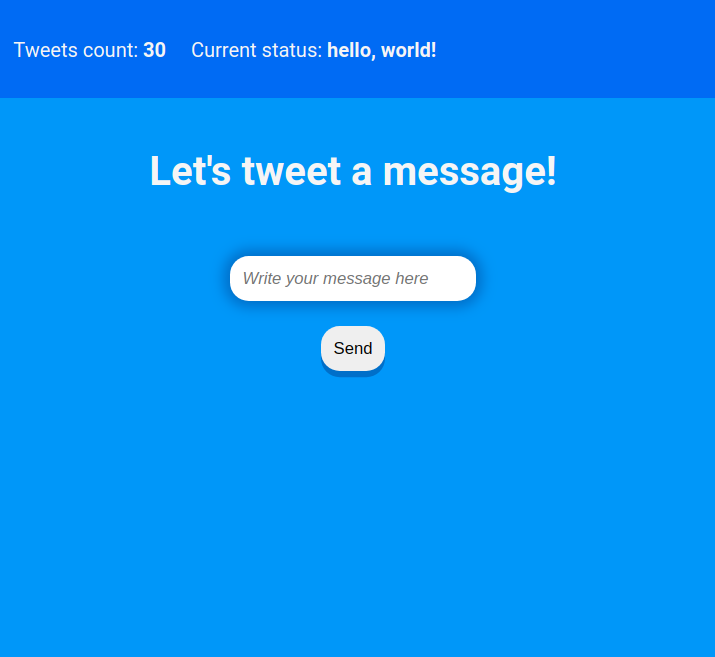 Tweets count: 30 Current status: hello, world!
Let's tweet a message!
Write your message here
Send